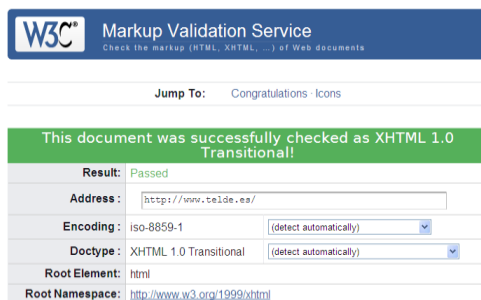 W3C® Markup Validation Service
Check the markup (HTML, XHTML, …) of Web documents
Jump To: Congratulations · Icons
This document was successfully checked as XHTML 1.0
Transitional!
Result: Passed
Address : http://www.telde.es/
Encoding : iso-8859-1 (detect automatically)
Doctype : XHTML 1.0 Transitional (detect automatically)
Root Element: html
Root Namespace: http://www.w3.org/1999/xhtml